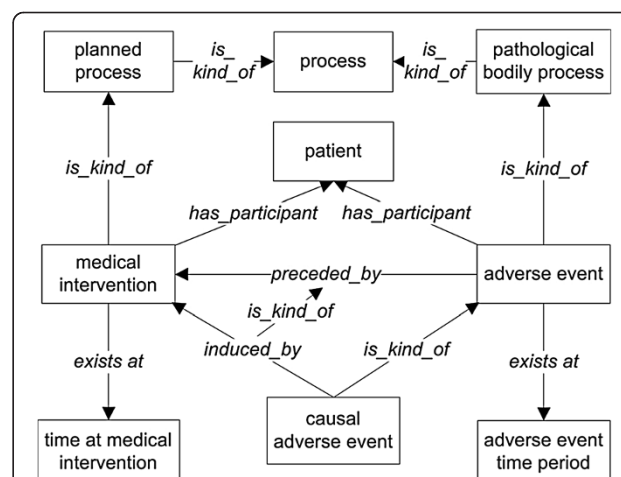 planned
process
is_
kind_of
process
is_
kind_of
pathological
bodily process
is_kind_of
patient
is_kind_of
has_participant
has_participant
medical
intervention
preceded_by
adverse event
is_kind_of
induced_by
is_kind_of
exists at
exists at
causal
adverse event
time at medical
intervention
adverse event
time period